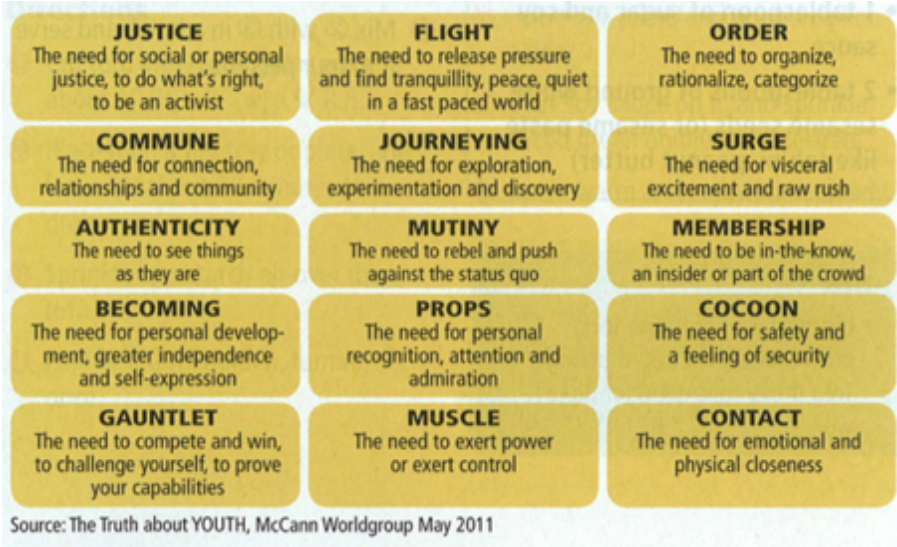 JUSTICE
The need for social or personal
justice, to do what's right,
to be an activist
FLIGHT
The need to release pressure
and find tranquillity, peace, quiet
in a fast paced world
ORDER
The need to organize,
rationalize, categorize
COMMUNE
The need for connection,
relationships and community
JOURNEYING
The need for exploration,
experimentation and discovery
SURGE
The need for visceral
excitement and raw rush
AUTHENTICITY
The need to see things
as they are
MUTINY
The need to rebel and push
against the status quo
MEMBERSHIP
The need to be in-the-know,
an insider or part of the crowd
BECOMING
The need for personal develop-
ment, greater independence
and self-expression
PROPS
The need for personal
recognition, attention and
admiration
COCOON
The need for safety and
a feeling of security
GAUNTLET
The need to compete and win,
to challenge yourself, to prove
your capabilities
MUSCLE
The need to exert power
or exert control
CONTACT
The need for emotional and
physical closeness
Source: The Truth about YOUTH, McCann Worldgroup May 2011